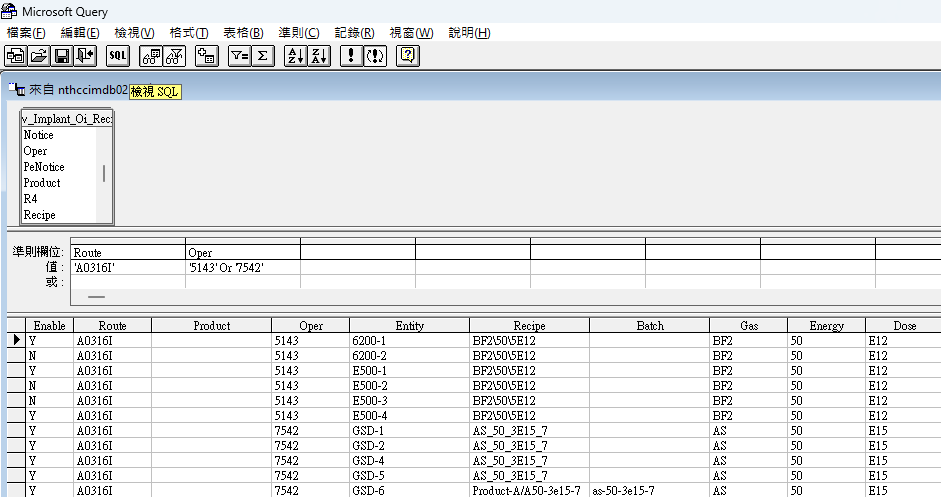 Microsoft Query
檔案(F) 編輯(E) 檢視(V) 格式(T) 表格(B) 準則(C) 記錄(R) 視窗(W) 說明(H)
SQL
來自 nthccimdb02
檢視 SQL
v_Implant_Oi_Reci
Notice
Oper
PeNotice
Product
R4
Recipe
準則欄位: Route Oper
值: 'A0316I' '5143' Or '7542'
或:
Enable Route Product Oper Entity Recipe Batch Gas Energy Dose
Y A0316I 5143 6200-1 BF2\50\5E12 BF2 50 E12
N A0316I 5143 6200-2 BF2\50\5E12 BF2 50 E12
Y A0316I 5143 E500-1 BF2\50\5E12 BF2 50 E12
N A0316I 5143 E500-2 BF2\50\5E12 BF2 50 E12
N A0316I 5143 E500-3 BF2\50\5E12 BF2 50 E12
Y A0316I 5143 E500-4 BF2\50\5E12 BF2 50 E12
Y A0316I 7542 GSD-1 AS_50_3E15_7 AS 50 E15
Y A0316I 7542 GSD-2 AS_50_3E15_7 AS 50 E15
Y A0316I 7542 GSD-4 AS_50_3E15_7 AS 50 E15
Y A0316I 7542 GSD-5 AS_50_3E15_7 AS 50 E15
Y A0316I 7542 GSD-6 Product-A/A50-3e15-7 as-50-3e15-7 AS 50 E15